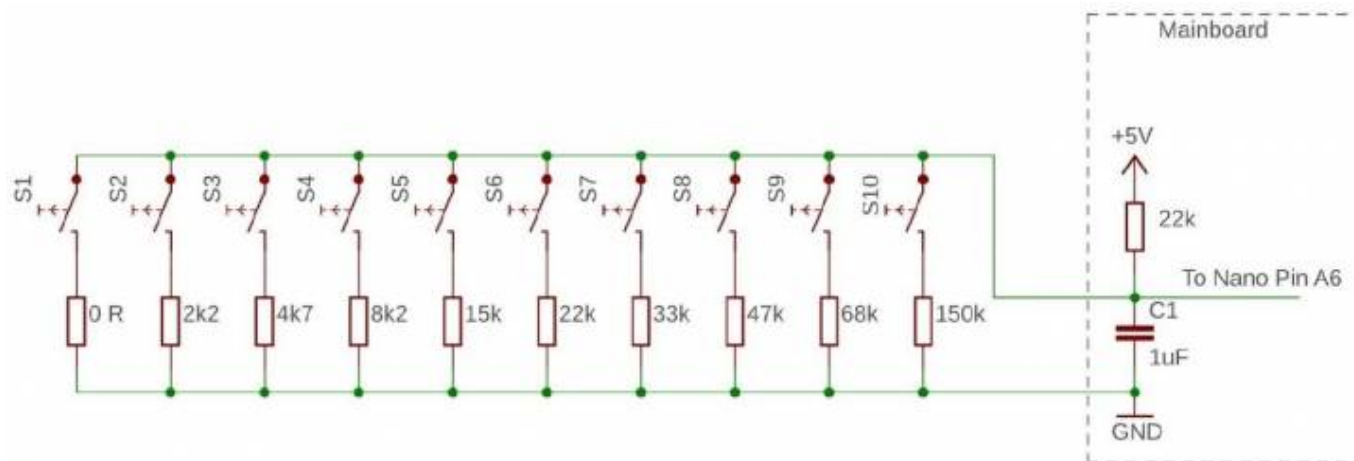 Mainboard
+5V
S1
S2
S3
S4
S5
S6
S7
S8
S9
S10
22k
To Nano Pin A6
0 R
2k2
4k7
8k2
15k
22k
33k
47k
68k
150k
C1
1uF
GND